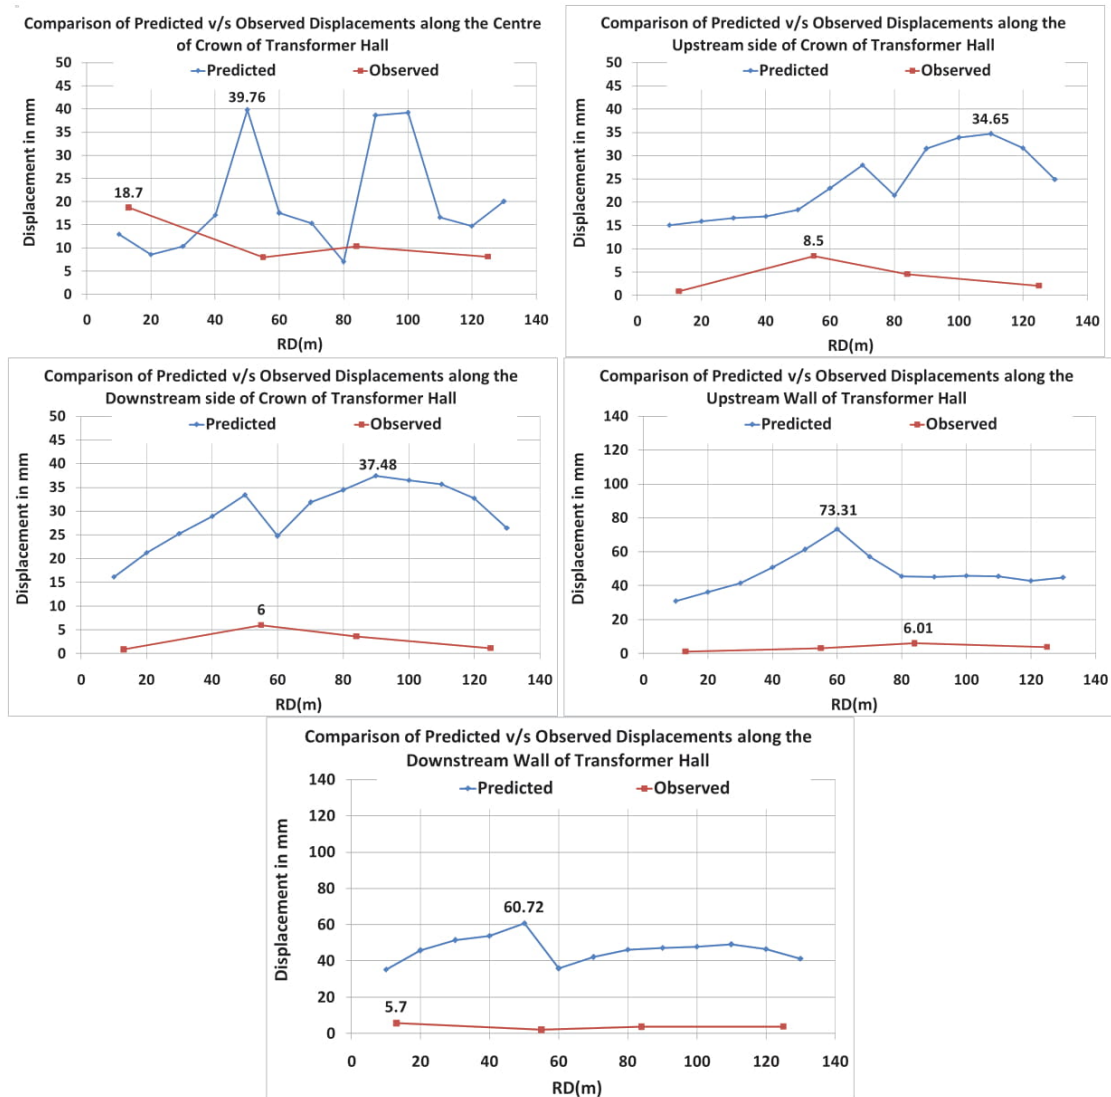 Comparison of Predicted v/s Observed Displacements along the Centre
of Crown of Transformer Hall
Predicted
Observed
50
45
40
35
30
25
20
15
10
5
0
Displacement in mm
39.76
18.7
0 20 40 60 80 100 120 140
RD(m)
Comparison of Predicted v/s Observed Displacements along the
Upstream side of Crown of Transformer Hall
Predicted
Observed
50
45
40
35
30
25
20
15
10
5
0
Displacement in mm
34.65
8.5
0 20 40 60 80 100 120 140
RD(m)
Comparison of Predicted v/s Observed Displacements along the
Downstream side of Crown of Transformer Hall
Predicted
Observed
50
45
40
35
30
25
20
15
10
5
0
Displacement in mm
37.48
6
0 20 40 60 80 100 120 140
RD(m)
Comparison of Predicted v/s Observed Displacements along the
Upstream Wall of Transformer Hall
Predicted
Observed
140
120
100
80
60
40
20
0
Displacement in mm
73.31
6.01
0 20 40 60 80 100 120 140
RD(m)
Comparison of Predicted v/s Observed Displacements along the
Downstream Wall of Transformer Hall
Predicted
Observed
140
120
100
80
60
40
20
0
Displacement in mm
60.72
5.7
0 20 40 60 80 100 120 140
RD(m)